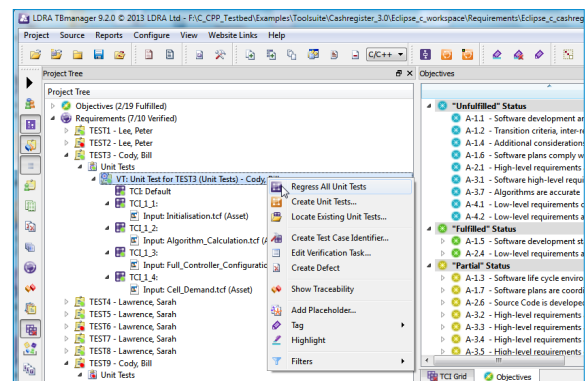 LDRA TBmanager 9.2.0 © 2013 LDRA Ltd - F:\C_CPP_Testbed\Examples\Toolsuite\Cashregister_3.0\Eclipse_c_workspace\Requirements\Eclipse_c_cashreg
Project Source Reports Configure View Website Links Help
C/C++
Project Tree
Project Tree
Objectives (2/19 Fulfilled)
Requirements (7/10 Verified)
TEST1 - Lee, Peter
TEST2 - Lee, Peter
TEST3 - Cody, Bill
Unit Tests
VT: Unit Test for TEST3 (Unit Tests) - Cody,
TCI: Default
TCI_1_1:
Input: Initialisation.tcf (Asset)
TCI_1_2:
Input: Algorithm_Calculation.tcf
TCI_1_3:
Input: Full_Controller_Configuratio
TCI_1_4:
Input: Cell_Demand.tcf (Asset)
TEST4 - Lawrence, Sarah
TEST5 - Lawrence, Sarah
TEST6 - Lawrence, Sarah
TEST7 - Lawrence, Sarah
TEST8 - Lawrence, Sarah
TEST9 - Cody, Bill
Unit Tests
Regress All Unit Tests
Create Unit Tests...
Locate Existing Unit Tests...
Create Test Case Identifier...
Edit Verification Task...
Create Defect
Show Traceability
Add Placeholder...
Tag
Highlight
Filters
Objectives
"Unfulfilled" Status
A-1.1 - Software development ar
A-1.2 - Transition criteria, inter-re
A-1.4 - Additional considerations
A-1.6 - Software plans comply w
A-2.1 - High-level requirements
A-3.1 - Software high-level requi
A-3.7 - Algorithms are accurate
A-4.1 - Low-level requirements c
A-4.2 - Low-level requirements a
"Fulfilled" Status
A-1.5 - Software development st
A-2.4 - Low-level requirements a
"Partial" Status
A-1.3 - Software life cycle enviro
A-1.7 - Software plans are coordi
A-2.6 - Source Code is developed
A-3.2 - High-level requirements
A-3.3 - High-level requirements
A-3.4 - High-level requirements
A-3.5 - High-level requirements
TCI Grid
Objectives